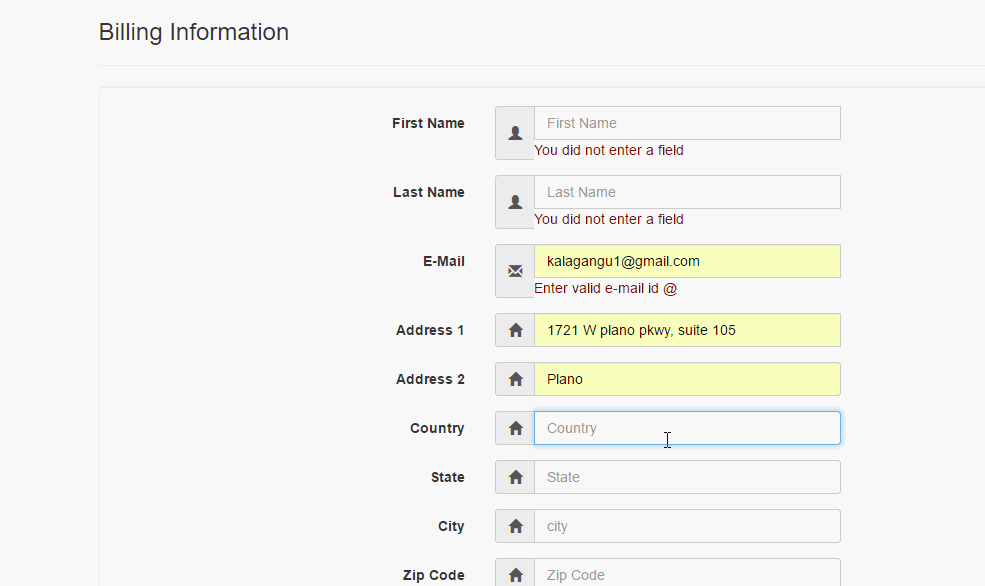 Billing Information
First Name First Name
You did not enter a field
Last Name Last Name
You did not enter a field
E-Mail kalagangu1@gmail.com
Enter valid e-mail id @
Address 1 1721 W plano pkwy, suite 105
Address 2 Plano
Country Country
State State
City city
Zip Code Zip Code